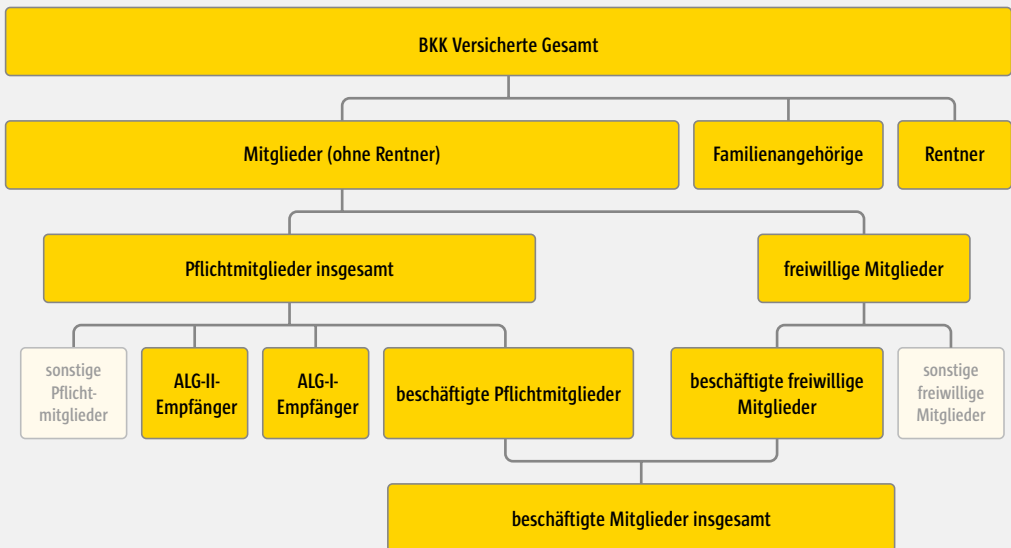 BKK Versicherte Gesamt
Mitglieder (ohne Rentner)
Familienangehörige
Rentner
Pflichtmitglieder insgesamt
freiwillige Mitglieder
sonstige
Pflicht-
mitglieder
ALG-II-
Empfänger
ALG-I-
Empfänger
beschäftigte Pflichtmitglieder
beschäftigte freiwillige
Mitglieder
sonstige
freiwillige
Mitglieder
beschäftigte Mitglieder insgesamt